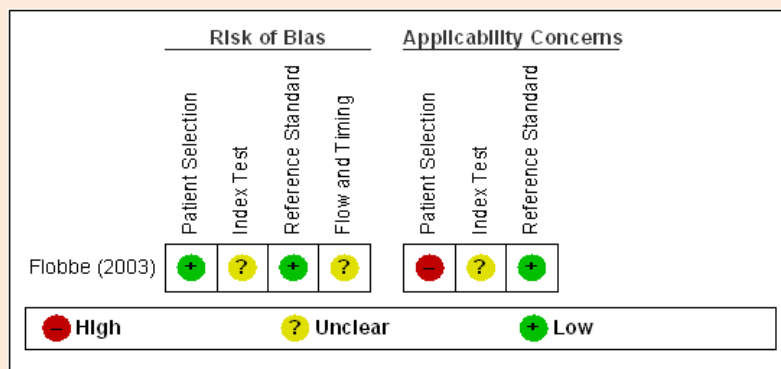 Risk of Bias
Applicability Concerns
Patient Selection
Index Test
Reference Standard
Flow and Timing
Patient Selection
Index Test
Reference Standard
Flobbe (2003) + ? + ? – ? +
– High ? Unclear + Low